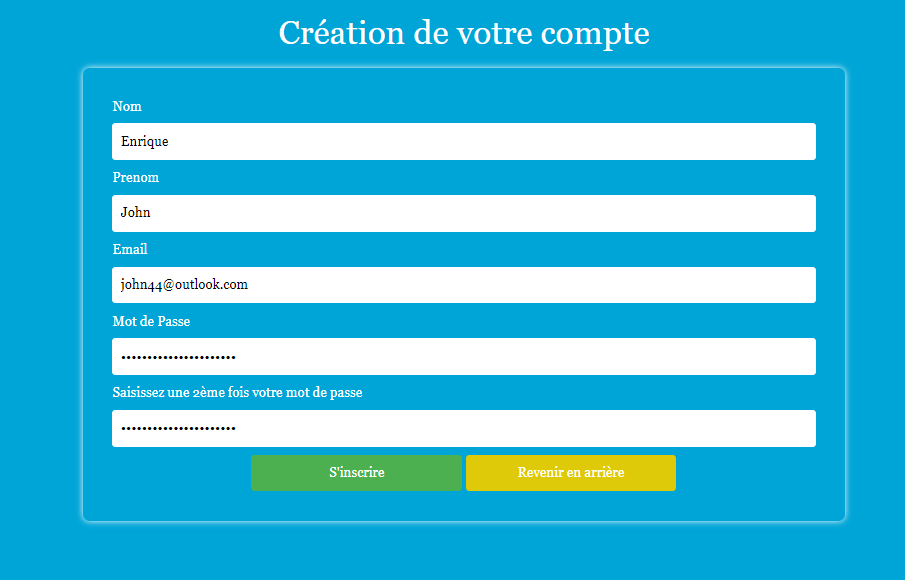 Création de votre compte
Nom
Enrique
Prenom
John
Email
john44@outlook.com
Mot de Passe
••••••••••••••••••••••
Saisissez une 2ème fois votre mot de passe
••••••••••••••••••••••
S'inscrire
Revenir en arrière